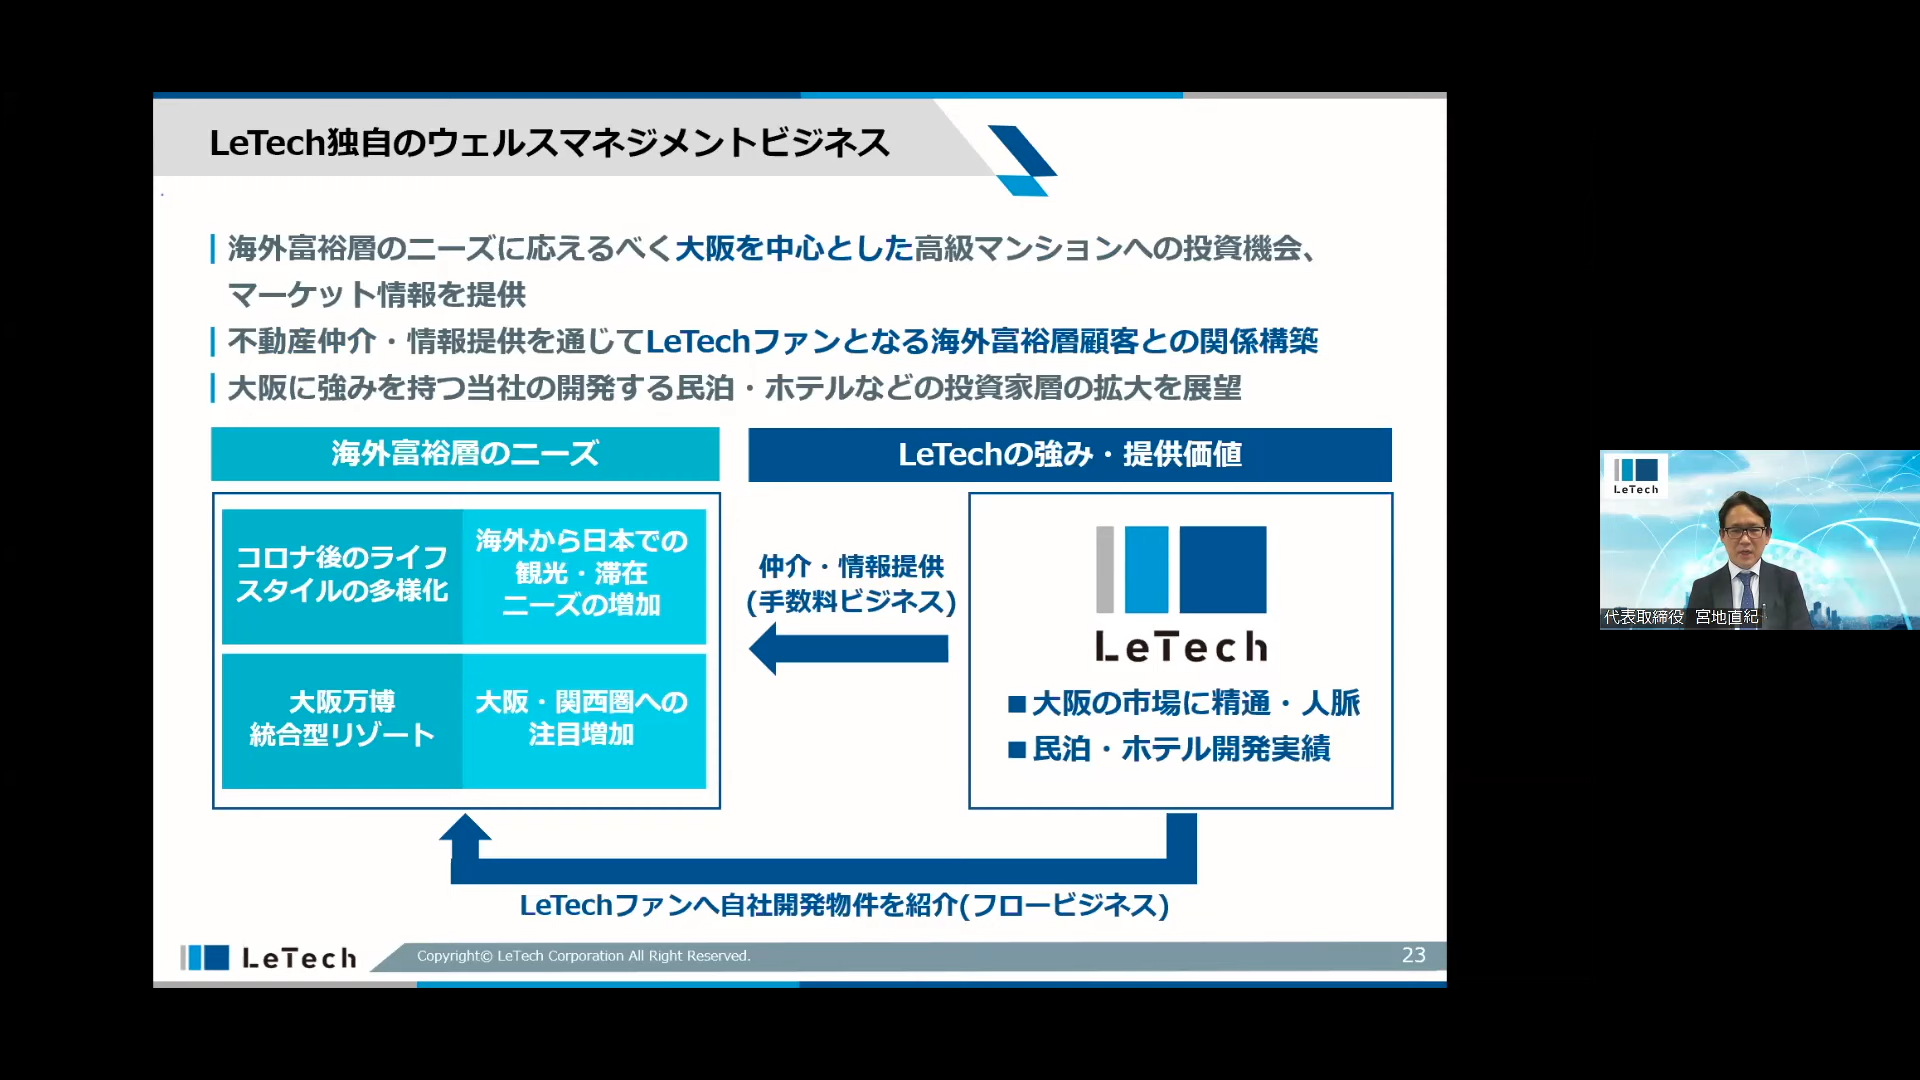 LeTech独自のウェルスマネジメントビジネス
海外富裕層のニーズに応えるべく大阪を中心とした高級マンションへの投資機会、
マーケット情報を提供
不動産仲介・情報提供を通じてLeTechファンとなる海外富裕層顧客との関係構築
大阪に強みを持つ当社の開発する民泊・ホテルなどの投資家層の拡大を展望
海外富裕層のニーズ
コロナ後のライフ
スタイルの多様化
海外から日本での
観光・滞在
ニーズの増加
大阪万博
統合型リゾート
大阪・関西圏への
注目増加
仲介・情報提供
(手数料ビジネス)
LeTechの強み・提供価値
LeTech
■大阪の市場に精通・人脈
■民泊・ホテル開発実績
LeTechファンへ自社開発物件を紹介(フロービジネス)
LeTech
Copyright© LeTech Corporation All Right Reserved.
23
LeTech
代表取締役 宮地直紀